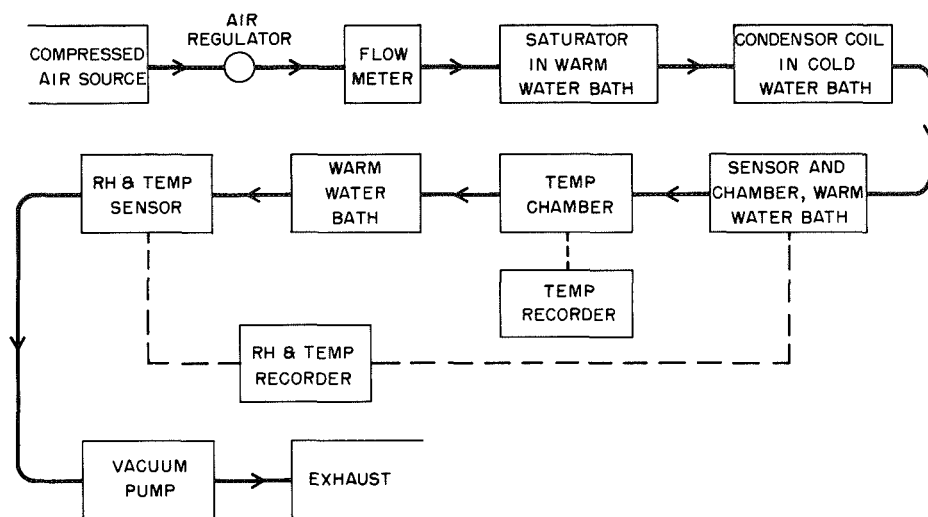 COMPRESSED
AIR SOURCE
AIR
REGULATOR
FLOW
METER
SATURATOR
IN WARM
WATER BATH
CONDENSOR COIL
IN COLD
WATER BATH
RH & TEMP
SENSOR
WARM
WATER
BATH
TEMP
CHAMBER
SENSOR AND
CHAMBER, WARM
WATER BATH
TEMP
RECORDER
RH & TEMP
RECORDER
VACUUM
PUMP
EXHAUST